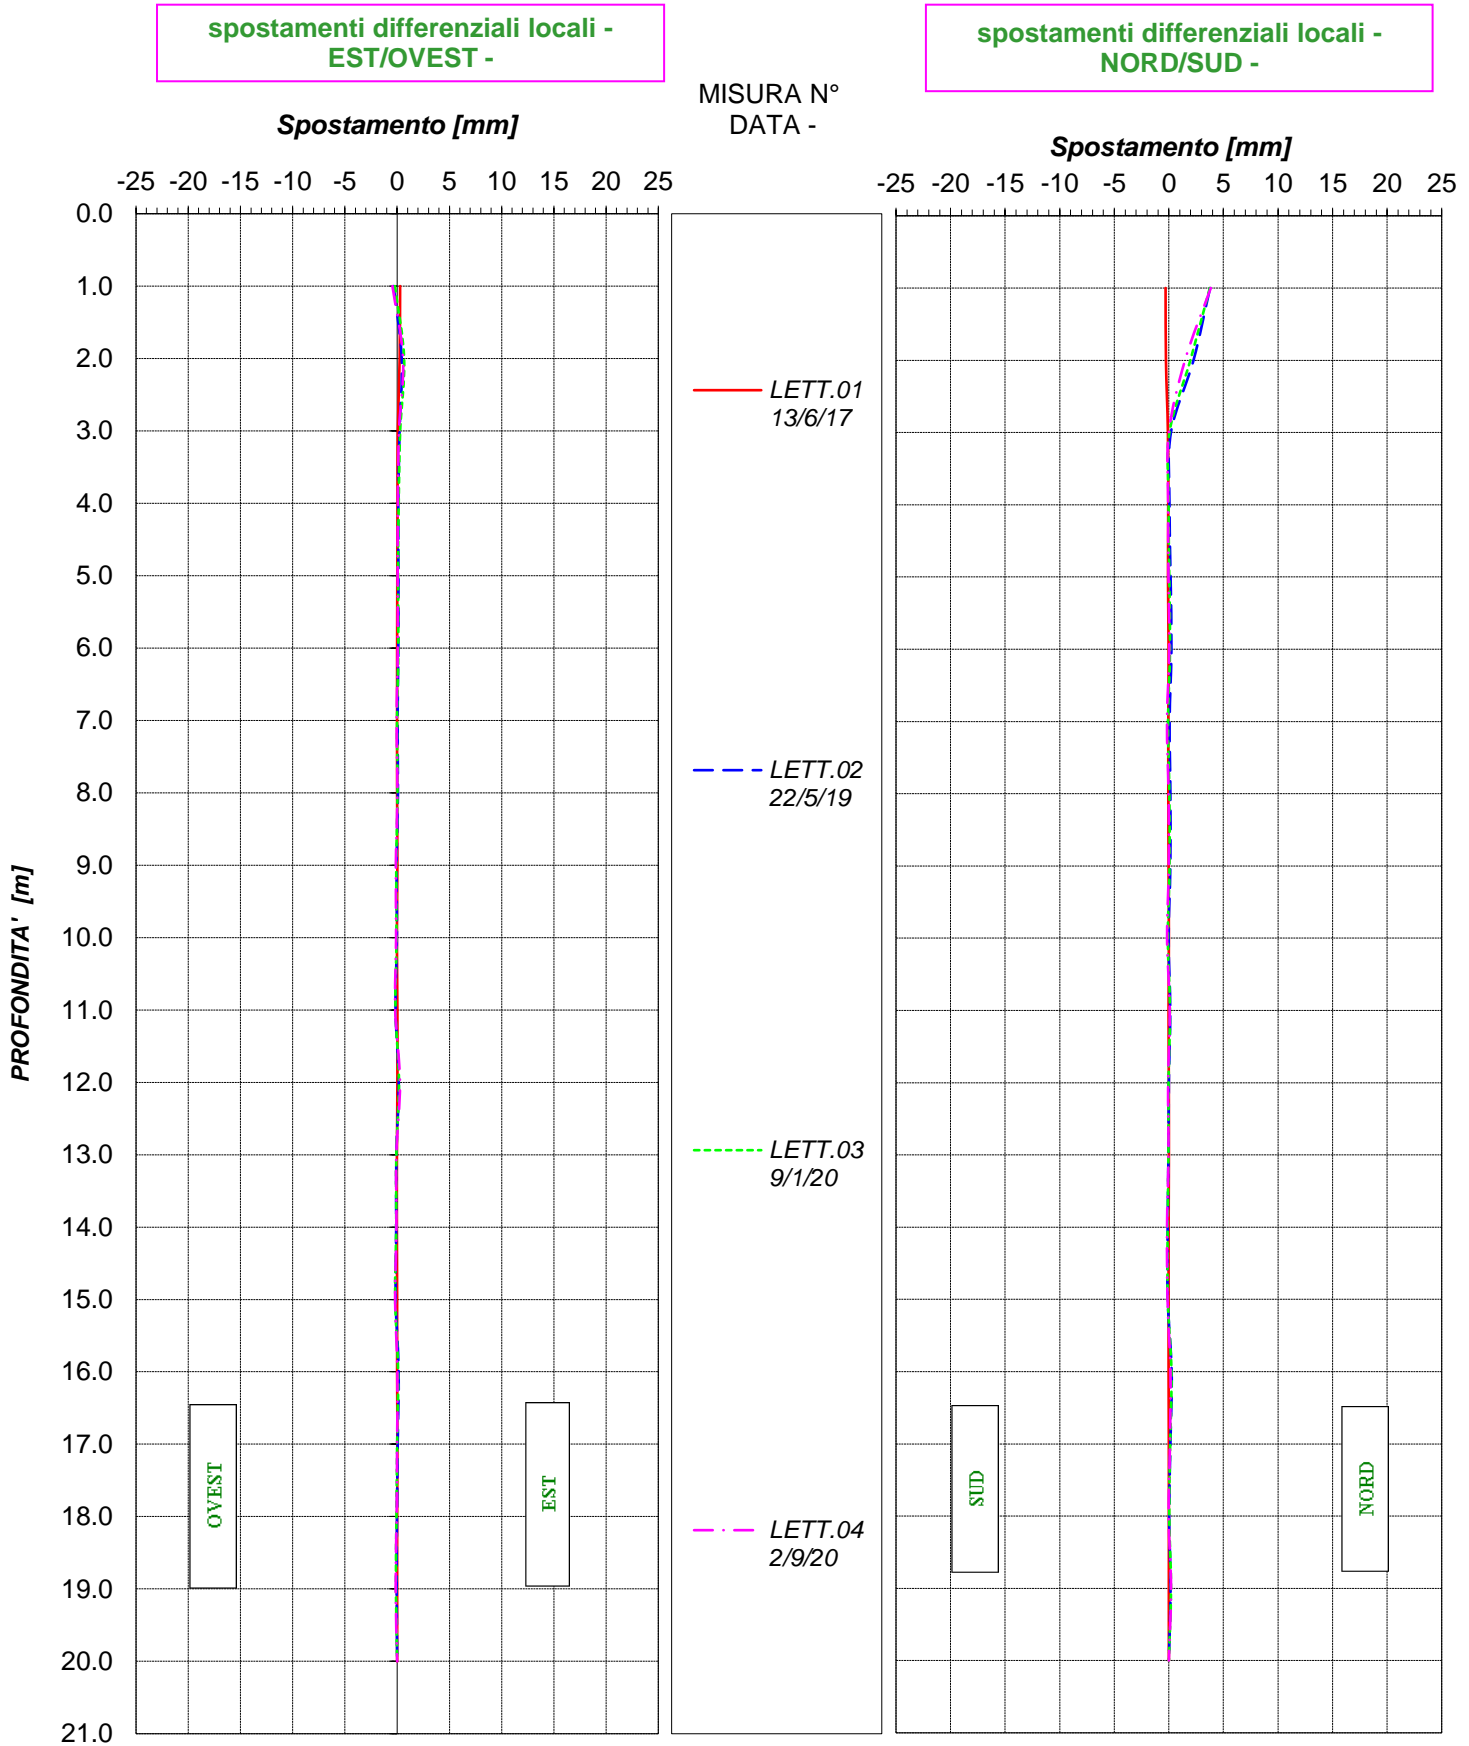 spostamenti differenziali locali -
EST/OVEST -
spostamenti differenziali locali -
NORD/SUD -
MISURA N°
DATA -
Spostamento [mm]
Spostamento [mm]
-25 -20 -15 -10 -5 0 5 10 15 20 25
-25 -20 -15 -10 -5 0 5 10 15 20 25
0.0
1.0
2.0
3.0
4.0
5.0
6.0
7.0
8.0
9.0
10.0
11.0
12.0
13.0
14.0
15.0
16.0
17.0
18.0
19.0
20.0
21.0
PROFONDITA' [m]
LETT.01
13/6/17
LETT.02
22/5/19
LETT.03
9/1/20
LETT.04
2/9/20
OVEST
EST
SUD
NORD